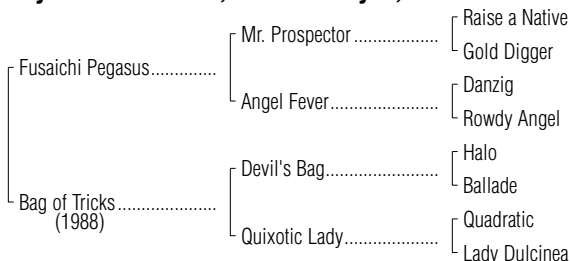 Raise a Native
Mr. Prospector ..................
Gold Digger
Fusaichi Pegasus..............
Danzig
Angel Fever.......................
Rowdy Angel
Halo
Devil's Bag........................
Ballade
Bag of Tricks.....................
(1988)
Quadratic
Quixotic Lady....................
Lady Dulcinea